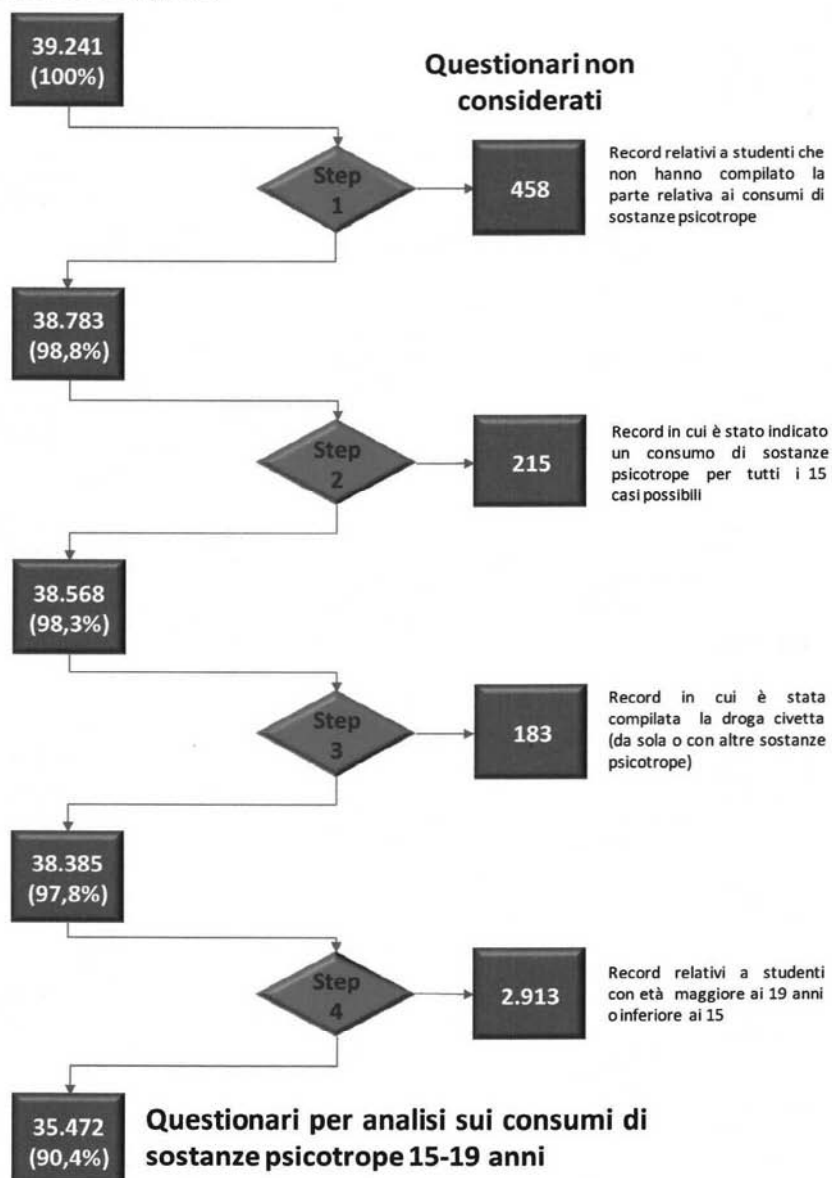 39.241
(100%)
Questionari non
considerati
Step
1
458
Record relativi a studenti che
non hanno compilato la
parte relativa ai consumi di
sostanze psicotrope
38.783
(98,8%)
Step
2
215
Record in cui è stato indicato
un consumo di sostanze
psicotrope per tutti i 15
casi possibili
38.568
(98,3%)
Step
3
183
Record in cui è stata
compilata la droga civetta
(da sola o con altre sostanze
psicotrope)
38.385
(97,8%)
Step
4
2.913
Record relativi a studenti
con età maggiore ai 19 anni
o inferiore ai 15
35.472
(90,4%)
Questionari per analisi sui consumi di
sostanze psicotrope 15-19 anni